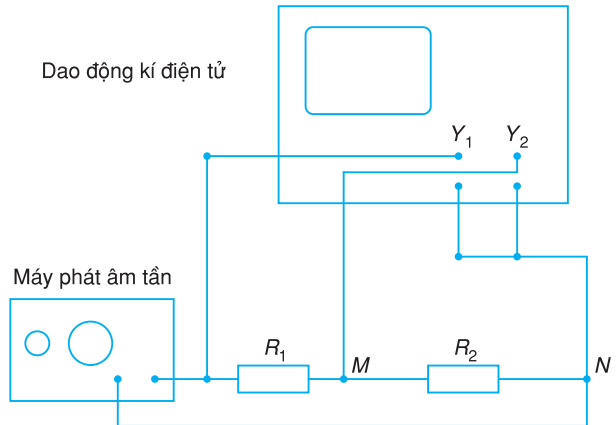 Dao động kí điện tử
Y₁ Y₂
Máy phát âm tần
R₁ M R₂ N